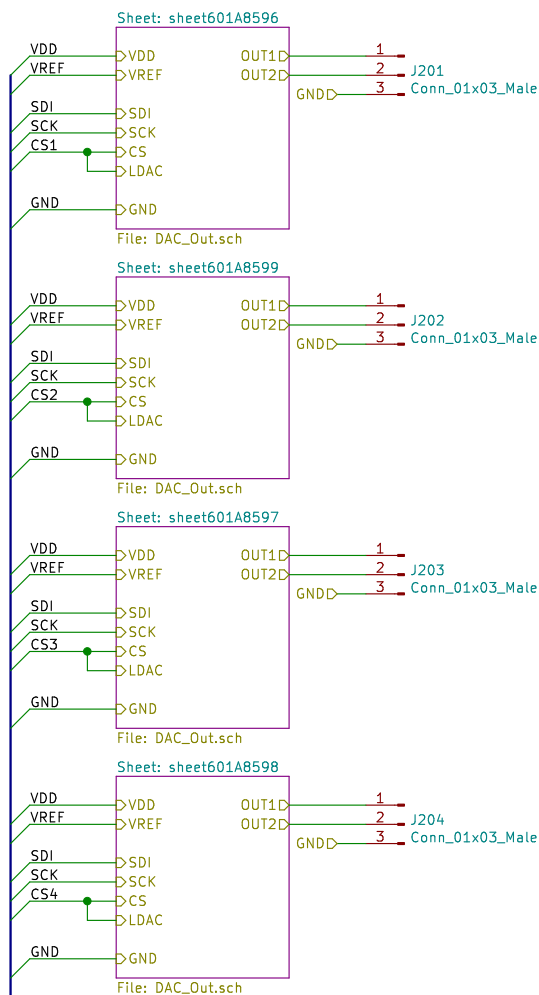 Sheet: sheet601A8596
VDD VDD OUT1 1
VREF VREF OUT2 2 J201
GND 3 Conn_01x03_Male
SDI SDI
SCK SCK
CS1 CS
LDAC
GND GND
File: DAC_Out.sch
Sheet: sheet601A8599
VDD VDD OUT1 1
VREF VREF OUT2 2 J202
GND 3 Conn_01x03_Male
SDI SDI
SCK SCK
CS2 CS
LDAC
GND GND
File: DAC_Out.sch
Sheet: sheet601A8597
VDD VDD OUT1 1
VREF VREF OUT2 2 J203
GND 3 Conn_01x03_Male
SDI SDI
SCK SCK
CS3 CS
LDAC
GND GND
File: DAC_Out.sch
Sheet: sheet601A8598
VDD VDD OUT1 1
VREF VREF OUT2 2 J204
GND 3 Conn_01x03_Male
SDI SDI
SCK SCK
CS4 CS
LDAC
GND GND
File: DAC_Out.sch